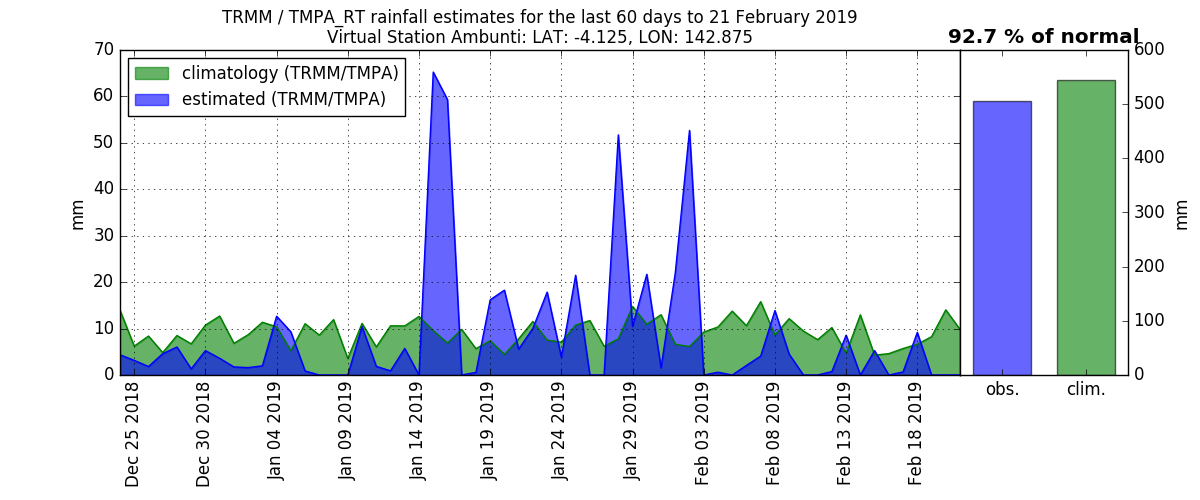 TRMM / TMPA_RT rainfall estimates for the last 60 days to 21 February 2019
Virtual Station Ambunti: LAT: -4.125, LON: 142.875
92.7 % of normal
climatology (TRMM/TMPA)
estimated (TRMM/TMPA)
70
60
50
40
30
20
10
0
mm
Dec 25 2018
Dec 30 2018
Jan 04 2019
Jan 09 2019
Jan 14 2019
Jan 19 2019
Jan 24 2019
Jan 29 2019
Feb 03 2019
Feb 08 2019
Feb 13 2019
Feb 18 2019
obs.
clim.
600
500
400
300
200
100
0
mm